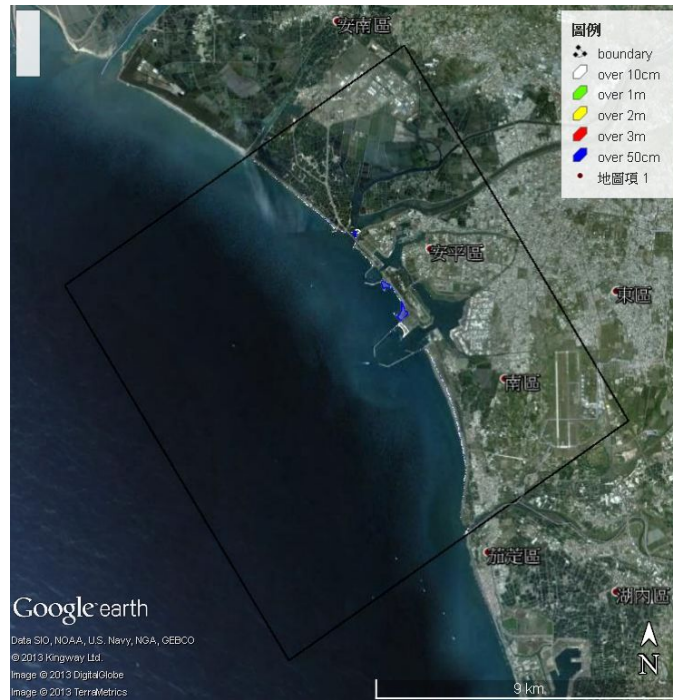 安南區
圖例
boundary
over 10cm
over 1m
over 2m
over 3m
over 50cm
地圖項 1
安平區
東區
南區
茄萣區
湖內區
Google earth
Data SIO, NOAA, U.S. Navy, NGA, GEBCO
© 2013 Kingway Ltd.
Image © 2013 DigitalGlobe
Image © 2013 TerraMetrics
N
9 km